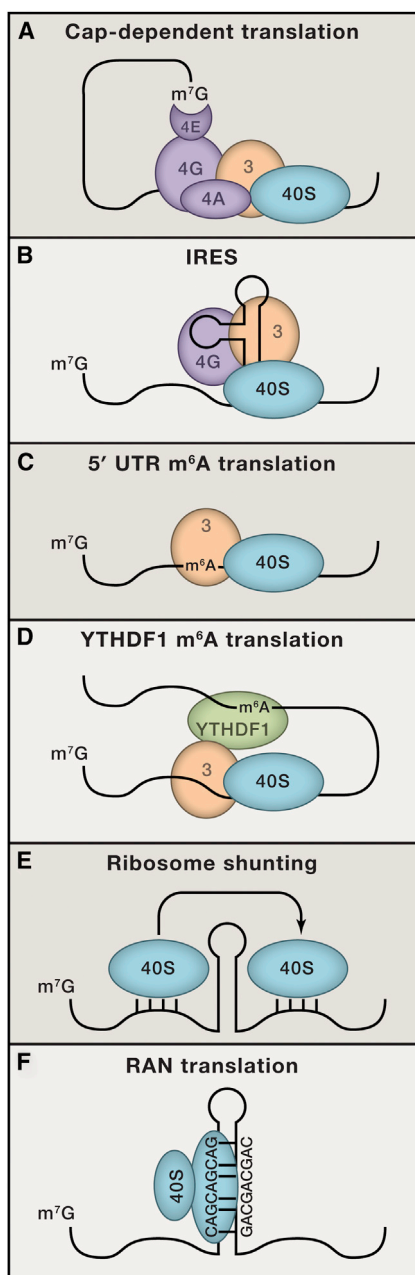 A
Cap-dependent translation
m⁷G
4E
4G
3
4A
40S
B
IRES
3
m⁷G
4G
40S
C
5′ UTR m⁶A translation
3
m⁷G
m⁶A
40S
D
YTHDF1 m⁶A translation
m⁶A
YTHDF1
m⁷G
3
40S
E
Ribosome shunting
40S
40S
m⁷G
F
RAN translation
40S
CAGCAGCAG
GACGACGAC
m⁷G